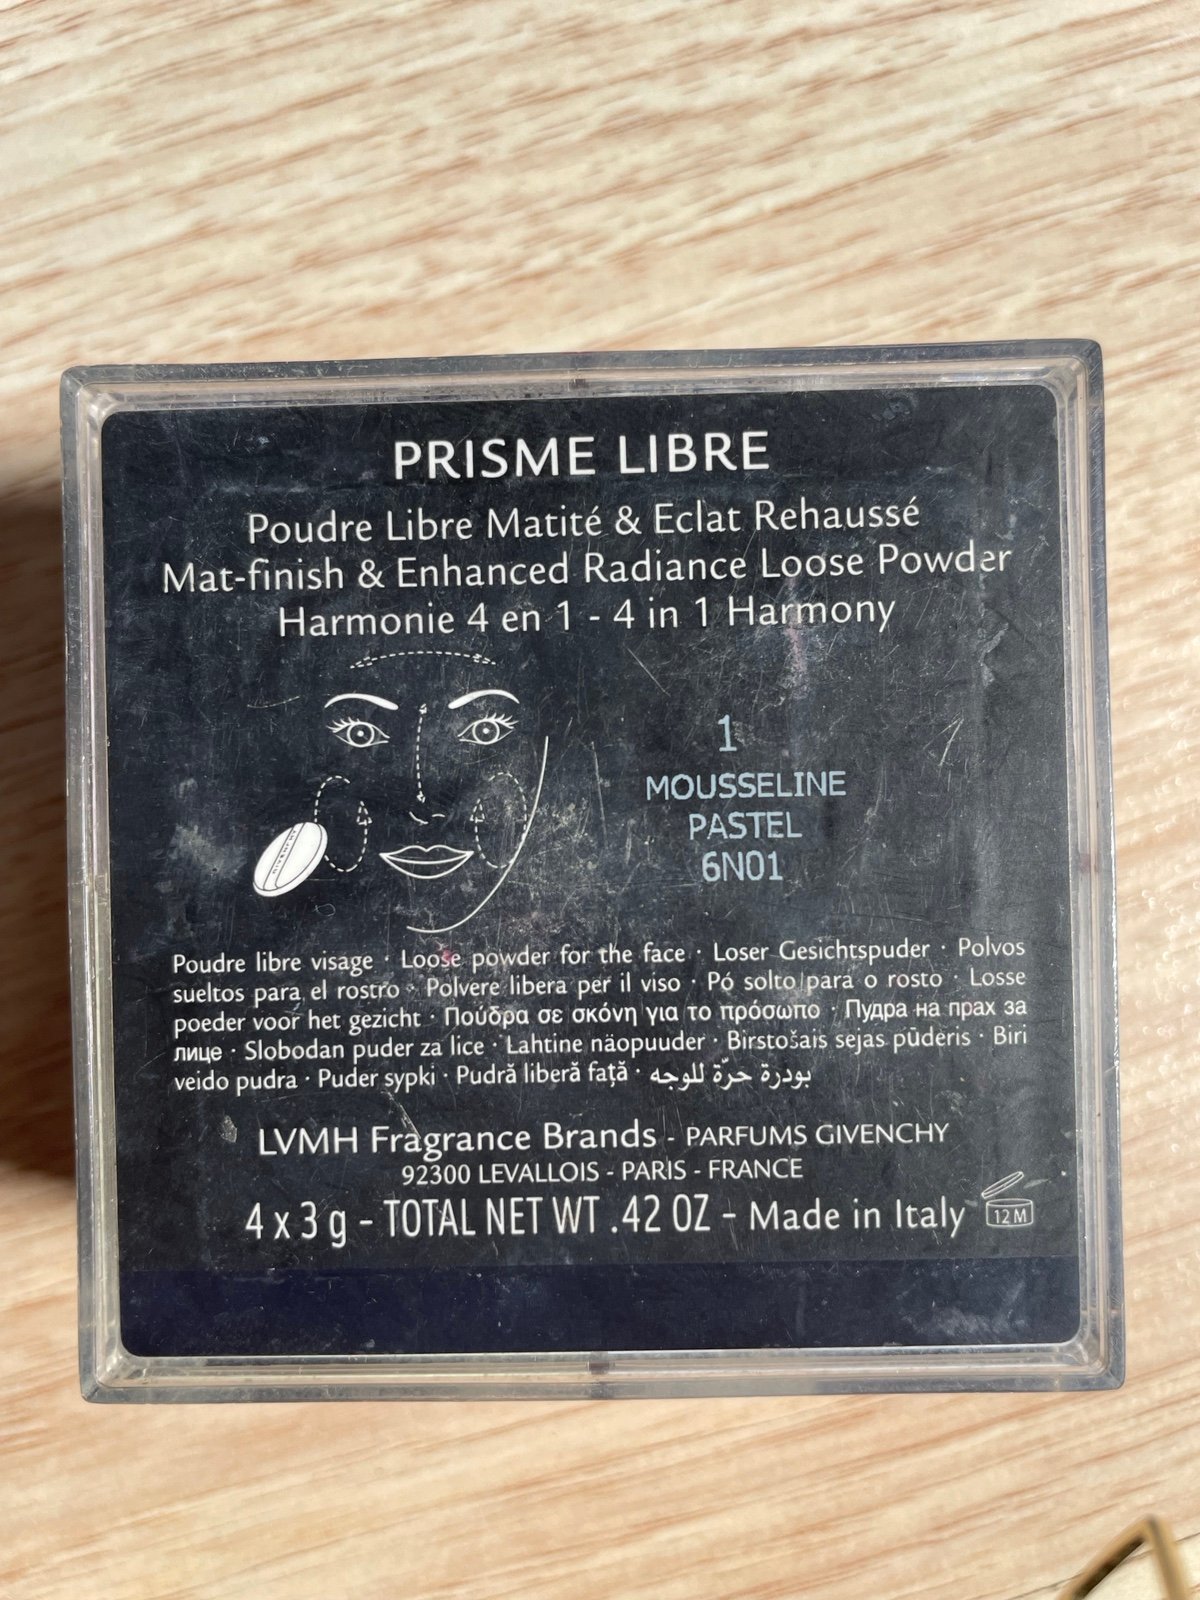 PRISME LIBRE
Poudre Libre Matité & Eclat Rehaussé
Mat-finish & Enhanced Radiance Loose Powder
Harmonie 4 en 1 - 4 in 1 Harmony
GIVENCHY
1
MOUSSELINE
PASTEL
6N01
Poudre libre visage · Loose powder for the face · Loser Gesichtspuder · Polvos
sueltos para el rostro · Polvere libera per il viso · Pó solto para o rosto · Losse
poeder voor het gezicht · Πούδρα σε σκόνη για το πρόσωπο · Пудра на прах за
лице · Slobodan puder za lice · Lahtine näopuuder · Birstošais sejas pūderis · Biri
veido pudra · Puder sypki · Pudră liberă față · بودرة حرّة للوجه
LVMH Fragrance Brands - PARFUMS GIVENCHY
92300 LEVALLOIS - PARIS - FRANCE
4 x 3 g - TOTAL NET WT .42 OZ - Made in Italy 12 M